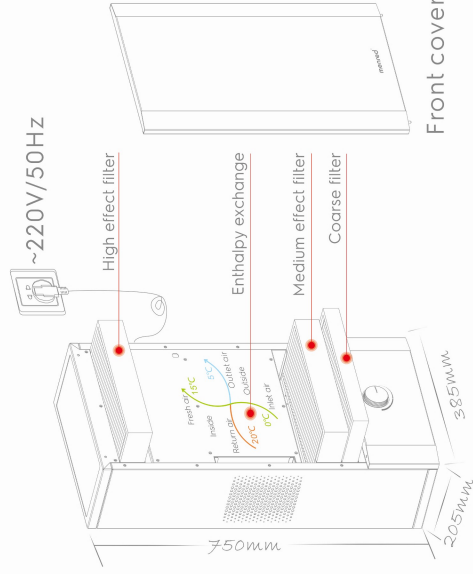 ~220V/50Hz
High effect filter
Enthalpy exchange
Medium effect filter
Coarse filter
Front cover
Fresh air
15℃
5℃
Outlet air
Inside
Outside
Return air
20℃
0℃
Inlet air
750mm
205mm
385mm